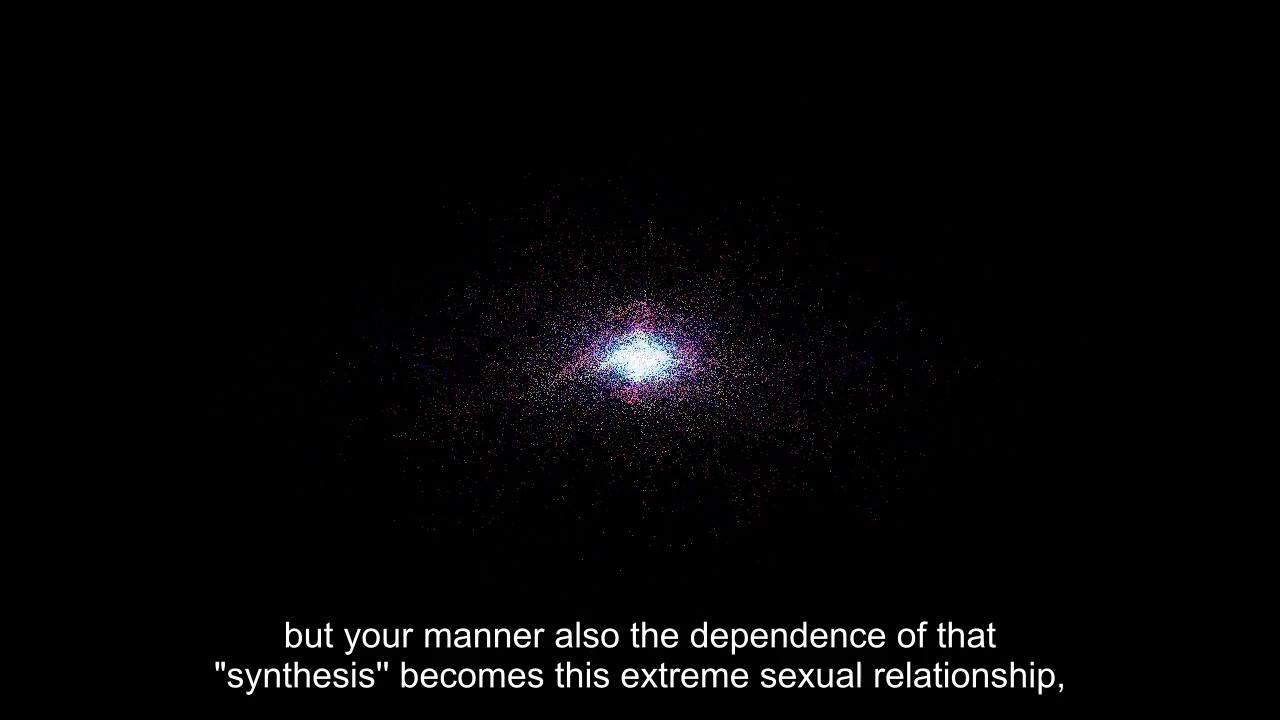 but your manner also the dependence of that
"synthesis" becomes this extreme sexual relationship,